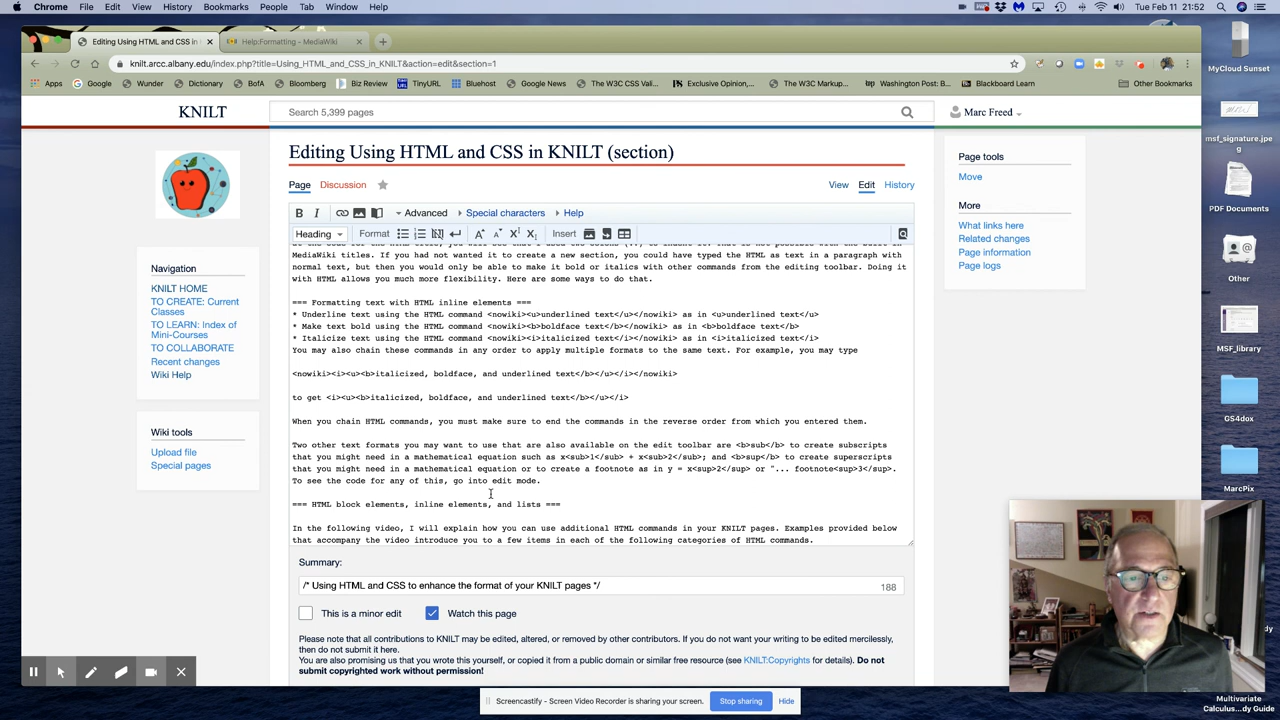 Chrome File Edit View History Bookmarks People Tab Window Help Tue Feb 11 21:52
Editing Using HTML and CSS in Help:Formatting - MediaWiki
knilt.arcc.albany.edu/index.php?title=Using_HTML_and_CSS_in_KNILT&action=edit&section=1
Apps Google Wunder Dictionary BofA Bloomberg Biz Review TinyURL Bluehost The W3C CSS Vali... Exclusive Opinion,... The W3C Markup... Washington Post: B... Blackboard Learn Other Bookmarks
KNILT
Search 5,399 pages
Marc Freed
Editing Using HTML and CSS in KNILT (section)
Page Discussion View Edit History
B I Advanced Special characters Help
Heading Format Insert
MediaWiki titles. If you had not wanted it to create a new section, you could have typed the HTML as text in a paragraph with
normal text, but then you would only be able to make it bold or italics with other commands from the editing toolbar. Doing it
with HTML allows you much more flexibility. Here are some ways to do that.
=== Formatting text with HTML inline elements ===
* Underline text using the HTML command <nowiki><u>underlined text</u></nowiki> as in <u>underlined text</u>
* Make text bold using the HTML command <nowiki><b>boldface text</b></nowiki> as in <b>boldface text</b>
* Italicize text using the HTML command <nowiki><i>italicized text</i></nowiki> as in <i>italicized text</i>
You may also chain these commands in any order to apply multiple formats to the same text. For example, you may type
<nowiki><i><u><b>italicized, boldface, and underlined text</b></u></i></nowiki>
to get <i><u><b>italicized, boldface, and underlined text</b></u></i>
When you chain HTML commands, you must make sure to end the commands in the reverse order from which you entered them.
Two other text formats you may want to use that are also available on the edit toolbar are <b>sub</b> to create subscripts
that you might need in a mathematical equation such as x<sub>1</sub> + x<sub>2</sub>; and <b>sup</b> to create superscripts
that you might need in a mathematical equation or to create a footnote as in y = x<sup>2</sup> or "... footnote<sup>3</sup>.
To see the code for any of this, go into edit mode.
=== HTML block elements, inline elements, and lists ===
In the following video, I will explain how you can use additional HTML commands in your KNILT pages. Examples provided below
that accompany the video introduce you to a few items in each of the following categories of HTML commands.
Summary:
/* Using HTML and CSS to enhance the format of your KNILT pages */ 188
This is a minor edit Watch this page
Please note that all contributions to KNILT may be edited, altered, or removed by other contributors. If you do not want your writing to be edited mercilessly,
then do not submit it here.
You are also promising us that you wrote this yourself, or copied it from a public domain or similar free resource (see KNILT:Copyrights for details). Do not
submit copyrighted work without permission!
Navigation
KNILT HOME
TO CREATE: Current
Classes
TO LEARN: Index of
Mini-Courses
TO COLLABORATE
Recent changes
Wiki Help
Wiki tools
Upload file
Special pages
Page tools
Move
More
What links here
Related changes
Page information
Page logs
MyCloud Sunset
msf_signature.jpe
g
PDF Documents
Other
MSF_library
GS4dox
MarcPix
Multivariate
Calculus...dy Guide
Screencastify - Screen Video Recorder is sharing your screen. Stop sharing Hide